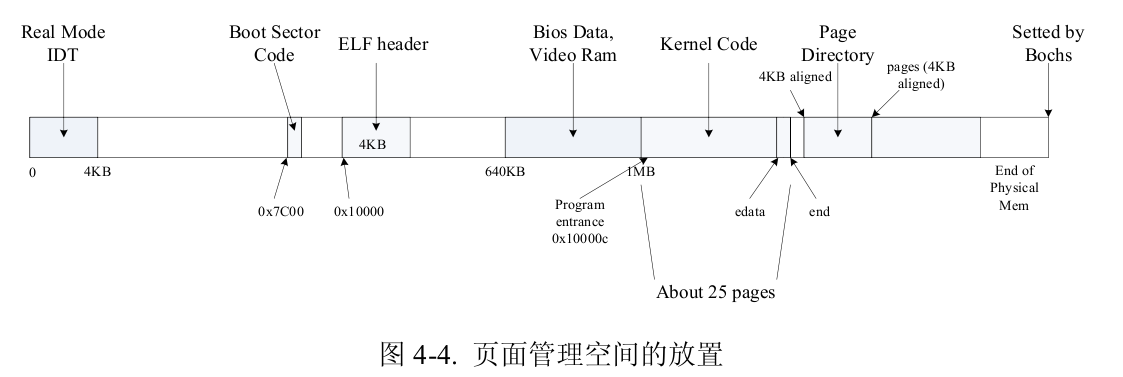 Real Mode
IDT
Boot Sector
Code
ELF header
Bios Data,
Video Ram
Kernel Code
Page
Directory
Setted by
Bochs
4KB aligned
pages (4KB
aligned)
4KB
0
4KB
640KB
1MB
End of
Physical
Mem
0x7C00
0x10000
Program
entrance
0x10000c
edata
end
About 25 pages
图 4-4. 页面管理空间的放置